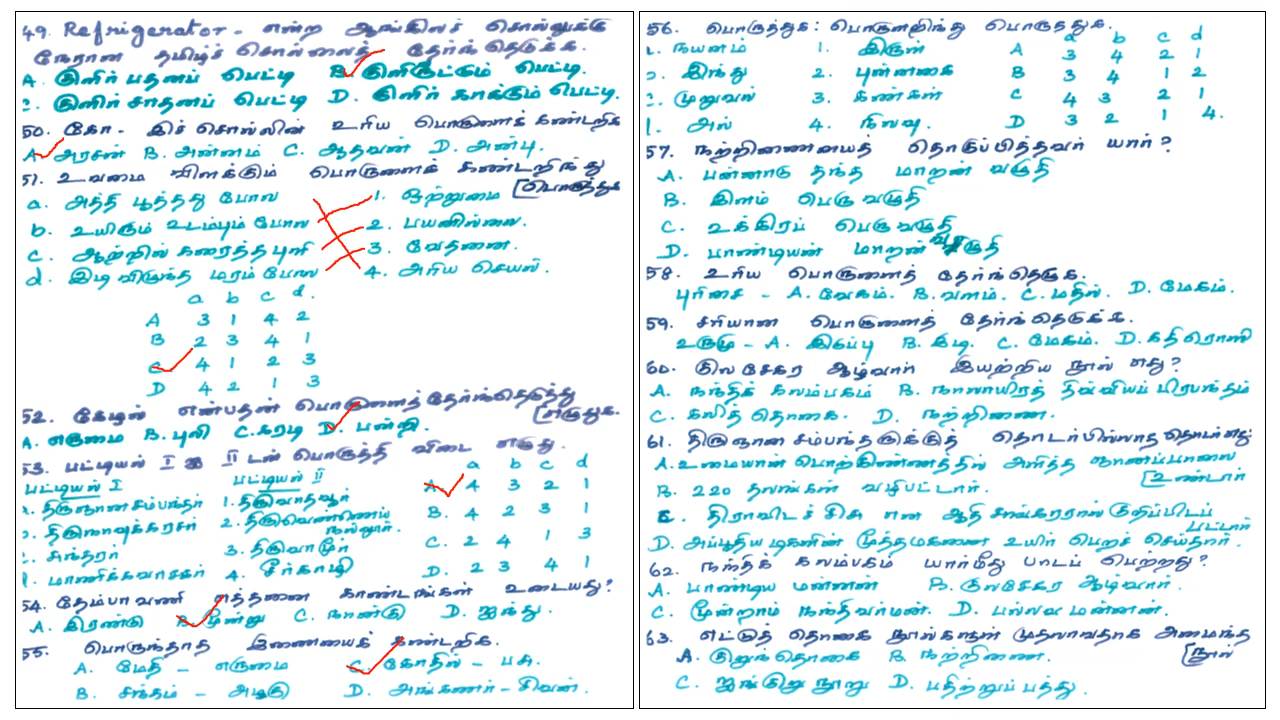 49. Refrigerator - என்ற ஆங்கிலச் சொல்லுக்கு
நேரான தமிழ்ச் சொல்லைத் தேர்ந்தெடுக்க.
A. குளிர் பதனப் பெட்டி B. குளிரூட்டும் பெட்டி.
C. குளிர் சாதனப் பெட்டி D. குளிர் காக்கும் பெட்டி.
50. கோ - இச் சொல்லின் உரிய பொருளைக் கண்டறிக
A. அரசன் B. அன்னம் C. ஆதவன் D. அன்பு.
51. உவமை விளக்கும் பொருளைக் கண்டறிந்து
[பொருத்துக
a. அத்தி பூத்தது போல 1. ஒற்றுமை
b. உயிரும் உடம்பும் போல 2. பயனில்லை.
c. ஆற்றில் கரைத்த புளி 3. வேதனை.
d. இடி விழுந்த மரம் போல 4. அரிய செயல்.
a b c d.
A 3 1 4 2
B 2 3 4 1
C 4 1 2 3
D 4 2 1 3
52. கேழல் என்பதன் பொருளைத் தேர்ந்தெடுத்து
[எழுதுக.
A. எருமை B. புலி C. கரடி D. பன்றி.
53. பட்டியல் I ஐ II டன் பொருத்தி விடை எழுது.
பட்டியல் I பட்டியல் II a b c d
a. திருஞானசம்பந்தர் 1. திருவாதவூர் A. 4 3 2 1
b. திருநாவுக்கரசர் 2. திருவெண்ணெய் நல்லூர். B. 4 2 3 1
c. சுந்தரர் 3. திருவாமூர் C. 2 4 1 3
d. மாணிக்கவாசகர் 4. சீர்காழி D. 2 3 4 1
54. தேம்பாவணி எத்தனை காண்டங்கள் உடையது?
A. இரண்டு B. மூன்று C. நான்கு D. ஐந்து.
55. பொருந்தாத இணையைக் கண்டறிக.
A. மேதி - எருமை C. கோதில் - பசு.
B. சந்தம் - அழகு D. அங்கணர் - சிவன்.
56. பொருத்துக: பொருளறிந்து பொருத்துக.
a b c d
a. நயனம் 1. இருள் A 3 4 2 1
b. இந்து 2. புன்னகை B 3 4 1 2
c. முறுவல் 3. கண்கள் C 4 3 2 1
d. அல் 4. நிலவு. D 3 2 1 4.
57. நற்றிணையைத் தொகுப்பித்தவர் யார்?
A. பன்னாடு தந்த மாறன் வழுதி
B. இளம் பெரு வழுதி
C. உக்கிரப் பெருவழுதி
D. பாண்டியன் மாறன் வழுதி
58. உரிய பொருளைத் தேர்ந்தெடுக்க.
புரிசை - A. வேகம். B. வளம். C. மதில். D. மேகம்.
59. சரியான பொருளைத் தேர்ந்தெடுக்க.
உருமு - A. இருப்பு B. இடி. C. மேகம். D. கதிரொளி
60. குலசேகர ஆழ்வார் இயற்றிய நூல் எது?
A. நந்திக் கலம்பகம் B. நாலாயிரத் திவ்வியப் பிரபந்தம்
C. கலித்தொகை. D. நற்றிணை.
61. திருஞான சம்பந்தருக்குத் தொடர்பில்லாத தொடர் எது
A. உமையாள் பொற்கிண்ணத்தில் அளித்த ஞானப்பாலை
[உண்டார்
B. 220 தலங்கள் வழிபட்டார்.
C. திராவிடச் சிசு என ஆதி சங்கரரால் குறிப்பிடப்
பட்டார்
D. அப்பூதியடிகளின் மூத்தமகனை உயிர் பெறச் செய்தார்.
62. நந்திக் கலம்பகம் யார்மீது பாடப் பெற்றது?
A. பாண்டிய மன்னன் B. குலசேகர ஆழ்வார்.
C. மூன்றாம் நந்திவர்மன். D. பல்லவ மன்னன்.
63. எட்டுத் தொகை நூல்களுள் முதலாவதாக அமைந்த
[நூல்
A. குறுந்தொகை B. நற்றிணை.
C. ஐங்குறுநூறு D. பதிற்றுப் பத்து.